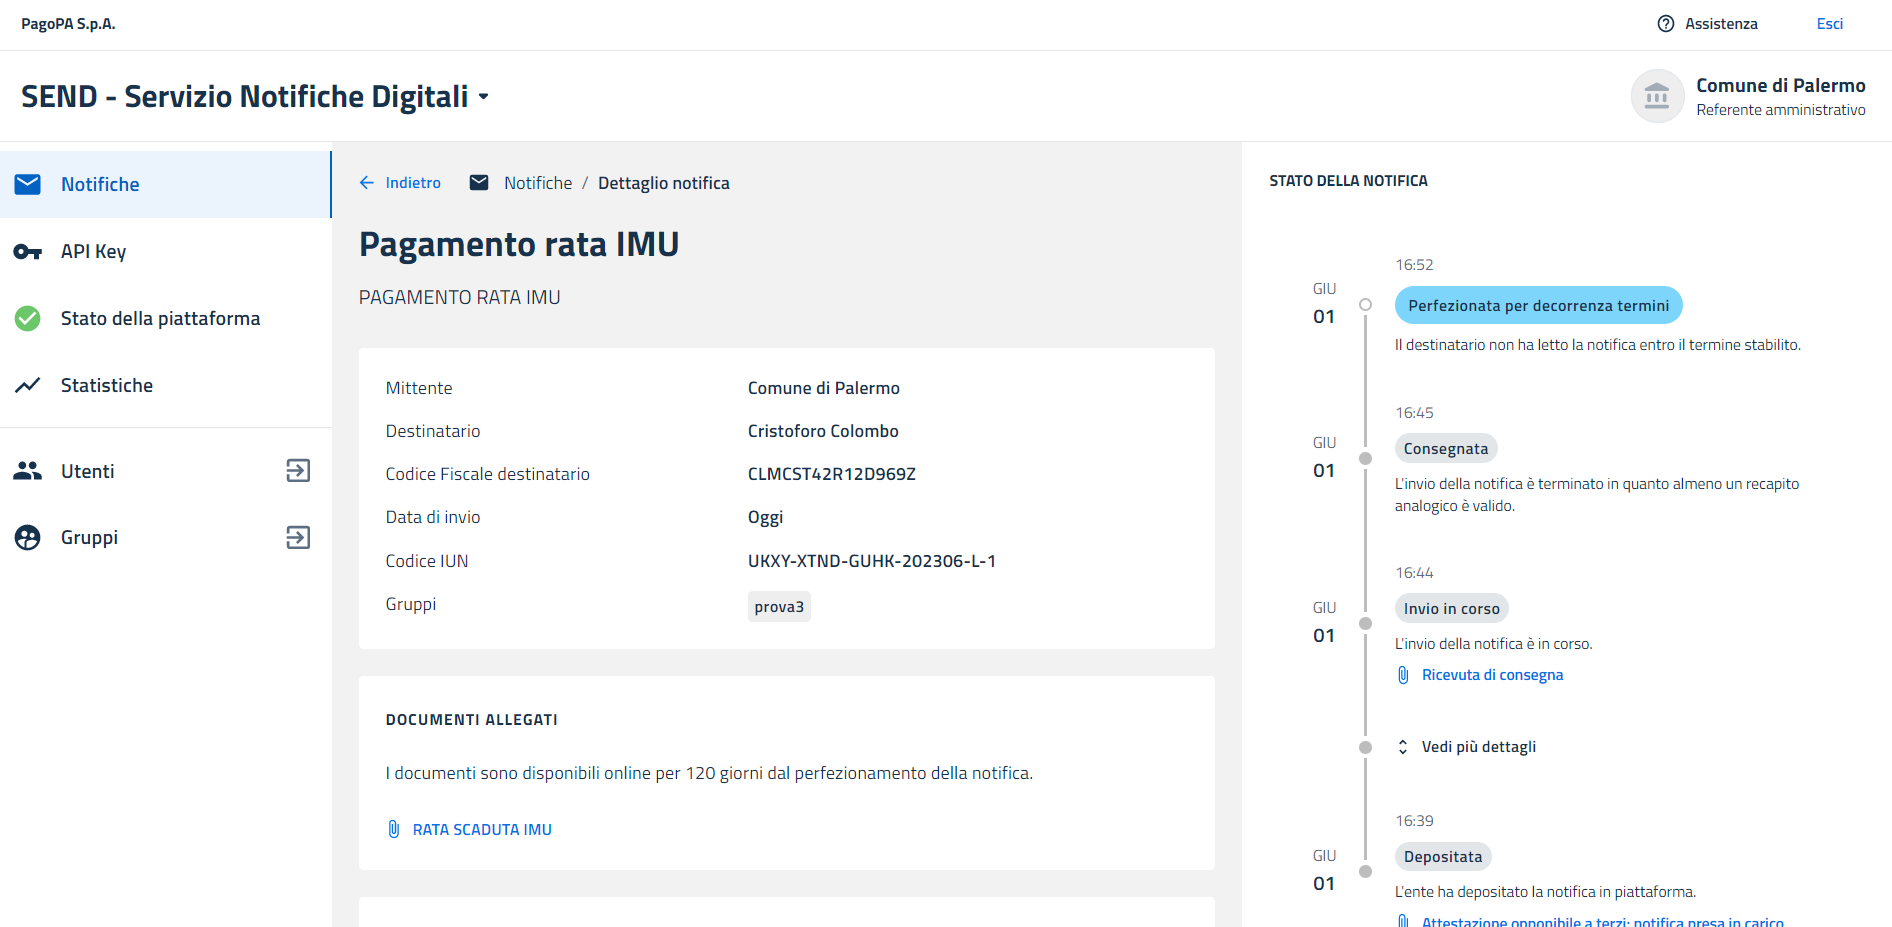 PagoPA S.p.A.
Assistenza
Esci
SEND - Servizio Notifiche Digitali
Comune di Palermo
Referente amministrativo
Notifiche
API Key
Stato della piattaforma
Statistiche
Utenti
Gruppi
Indietro
Notifiche / Dettaglio notifica
Pagamento rata IMU
PAGAMENTO RATA IMU
Mittente Comune di Palermo
Destinatario Cristoforo Colombo
Codice Fiscale destinatario CLMCST42R12D969Z
Data di invio Oggi
Codice IUN UKXY-XTND-GUHK-202306-L-1
Gruppi prova3
DOCUMENTI ALLEGATI
I documenti sono disponibili online per 120 giorni dal perfezionamento della notifica.
RATA SCADUTA IMU
STATO DELLA NOTIFICA
16:52
GIU
01
Perfezionata per decorrenza termini
Il destinatario non ha letto la notifica entro il termine stabilito.
16:45
GIU
01
Consegnata
L'invio della notifica è terminato in quanto almeno un recapito
analogico è valido.
16:44
GIU
01
Invio in corso
L'invio della notifica è in corso.
Ricevuta di consegna
Vedi più dettagli
16:39
GIU
01
Depositata
L'ente ha depositato la notifica in piattaforma.
Attestazione opponibile a terzi: notifica presa in carico